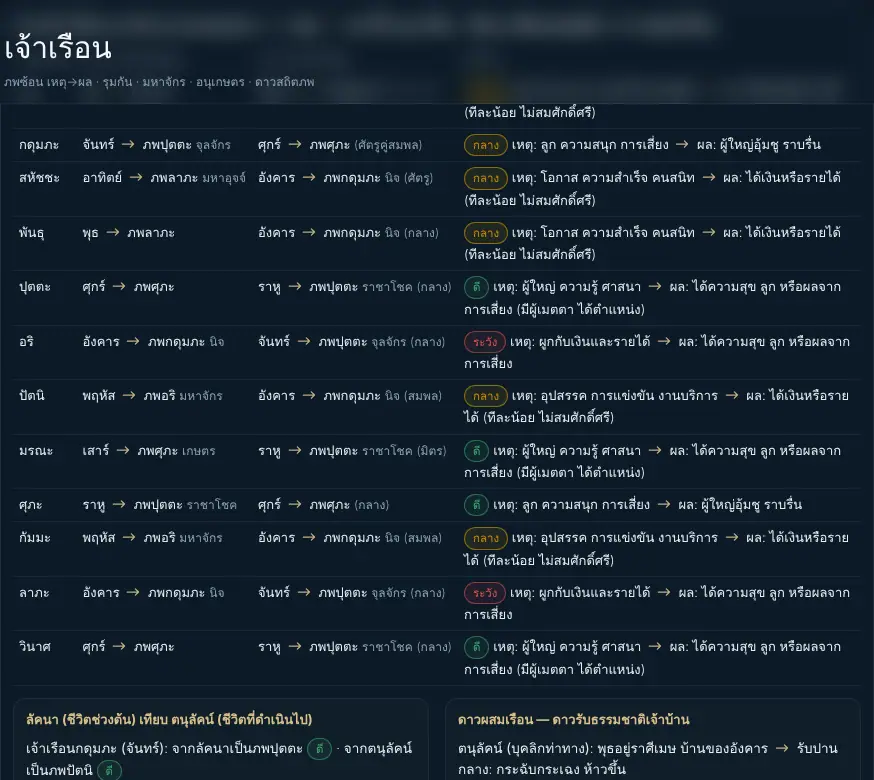 เจ้าเรือน
ภพซ้อน เหตุ→ผล · รุมกัน · มหาจักร · อนุเกษตร · ดาวสถิตภพ
(ทีละน้อย ไม่สมศักดิ์ศรี)
กดุมภะ จันทร์ → ภพปุตตะ จุลจักร ศุกร์ → ภพศุภะ (ศัตรูคู่สมพล) กลาง เหตุ: ลูก ความสนุก การเสี่ยง → ผล: ผู้ใหญ่อุ้มชู ราบรื่น
สหัชชะ อาทิตย์ → ภพลาภะ มหาอุจจ์ อังคาร → ภพกดุมภะ นิจ (ศัตรู) กลาง เหตุ: โอกาส ความสำเร็จ คนสนิท → ผล: ได้เงินหรือรายได้
(ทีละน้อย ไม่สมศักดิ์ศรี)
พันธุ พุธ → ภพลาภะ อังคาร → ภพกดุมภะ นิจ (กลาง) กลาง เหตุ: โอกาส ความสำเร็จ คนสนิท → ผล: ได้เงินหรือรายได้
(ทีละน้อย ไม่สมศักดิ์ศรี)
ปุตตะ ศุกร์ → ภพศุภะ ราหู → ภพปุตตะ ราชาโชค (กลาง) ดี เหตุ: ผู้ใหญ่ ความรู้ ศาสนา → ผล: ได้ความสุข ลูก หรือผลจาก
การเสี่ยง (มีผู้เมตตา ได้ตำแหน่ง)
อริ อังคาร → ภพกดุมภะ นิจ จันทร์ → ภพปุตตะ จุลจักร (กลาง) ระวัง เหตุ: ผูกกับเงินและรายได้ → ผล: ได้ความสุข ลูก หรือผลจาก
การเสี่ยง
ปัตนิ พฤหัส → ภพอริ มหาจักร อังคาร → ภพกดุมภะ นิจ (สมพล) กลาง เหตุ: อุปสรรค การแข่งขัน งานบริการ → ผล: ได้เงินหรือราย
ได้ (ทีละน้อย ไม่สมศักดิ์ศรี)
มรณะ เสาร์ → ภพศุภะ เกษตร ราหู → ภพปุตตะ ราชาโชค (มิตร) ดี เหตุ: ผู้ใหญ่ ความรู้ ศาสนา → ผล: ได้ความสุข ลูก หรือผลจาก
การเสี่ยง (มีผู้เมตตา ได้ตำแหน่ง)
ศุภะ ราหู → ภพปุตตะ ราชาโชค ศุกร์ → ภพศุภะ (กลาง) ดี เหตุ: ลูก ความสนุก การเสี่ยง → ผล: ผู้ใหญ่อุ้มชู ราบรื่น
กัมมะ พฤหัส → ภพอริ มหาจักร อังคาร → ภพกดุมภะ นิจ (สมพล) กลาง เหตุ: อุปสรรค การแข่งขัน งานบริการ → ผล: ได้เงินหรือราย
ได้ (ทีละน้อย ไม่สมศักดิ์ศรี)
ลาภะ อังคาร → ภพกดุมภะ นิจ จันทร์ → ภพปุตตะ จุลจักร (กลาง) ระวัง เหตุ: ผูกกับเงินและรายได้ → ผล: ได้ความสุข ลูก หรือผลจาก
การเสี่ยง
วินาศ ศุกร์ → ภพศุภะ ราหู → ภพปุตตะ ราชาโชค (กลาง) ดี เหตุ: ผู้ใหญ่ ความรู้ ศาสนา → ผล: ได้ความสุข ลูก หรือผลจาก
การเสี่ยง (มีผู้เมตตา ได้ตำแหน่ง)
ลัคนา (ชีวิตช่วงต้น) เทียบ ตนุลัคน์ (ชีวิตที่ดำเนินไป)
เจ้าเรือนกดุมภะ (จันทร์): จากลัคนาเป็นภพปุตตะ ดี · จากตนุลัคน์
เป็นภพปัตนิ ดี
ดาวผสมเรือน — ดาวรับธรรมชาติเจ้าบ้าน
ตนุลัคน์ (บุคลิกท่าทาง): พุธอยู่ราศีเมษ บ้านของอังคาร → รับปาน
กลาง: กระฉับกระเฉง ห้าวขึ้น